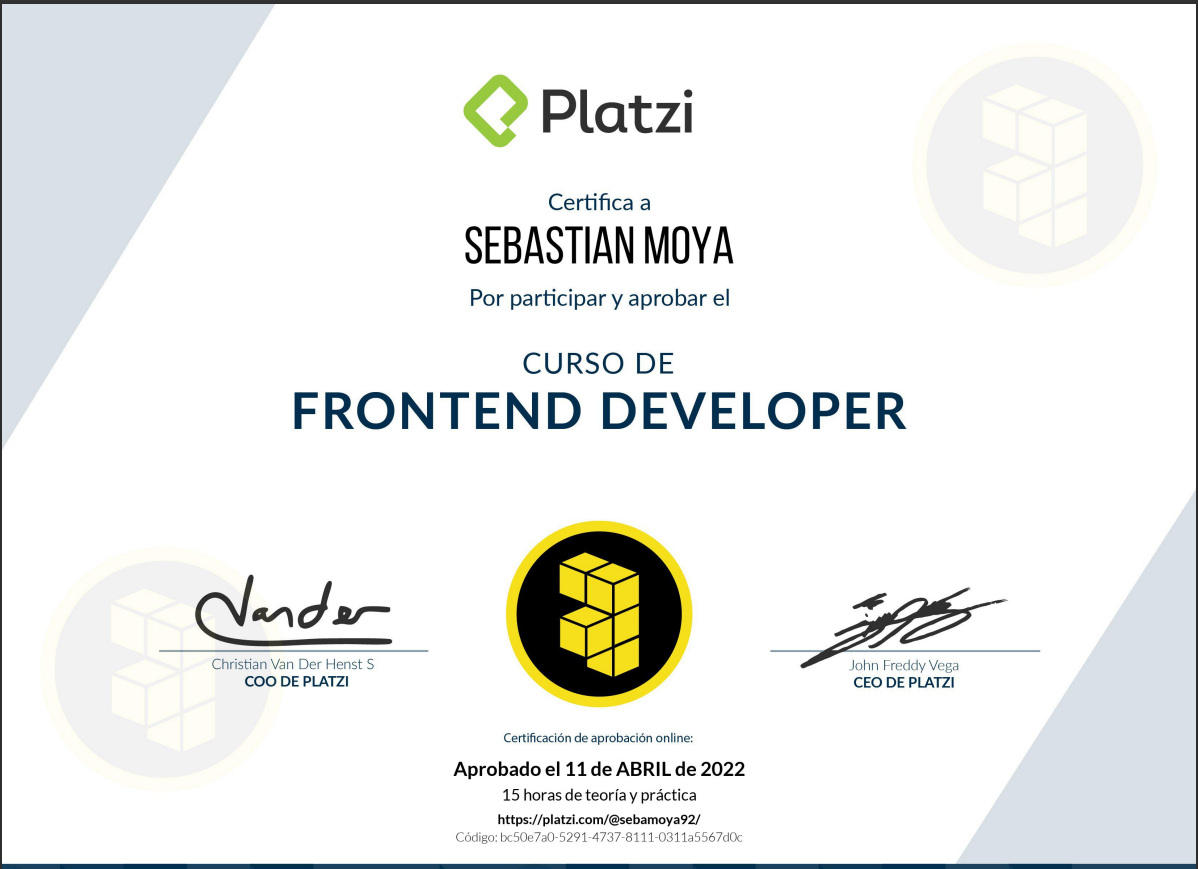 Platzi
Certifica a
SEBASTIAN MOYA
Por participar y aprobar el
CURSO DE
FRONTEND DEVELOPER
Vander
Christian Van Der Henst S
COO DE PLATZI
John Freddy Vega
CEO DE PLATZI
Certificación de aprobación online:
Aprobado el 11 de ABRIL de 2022
15 horas de teoría y práctica
https://platzi.com/@sebamoya92/
Código: bc50e7a0-5291-4737-8111-0311a5567d0c